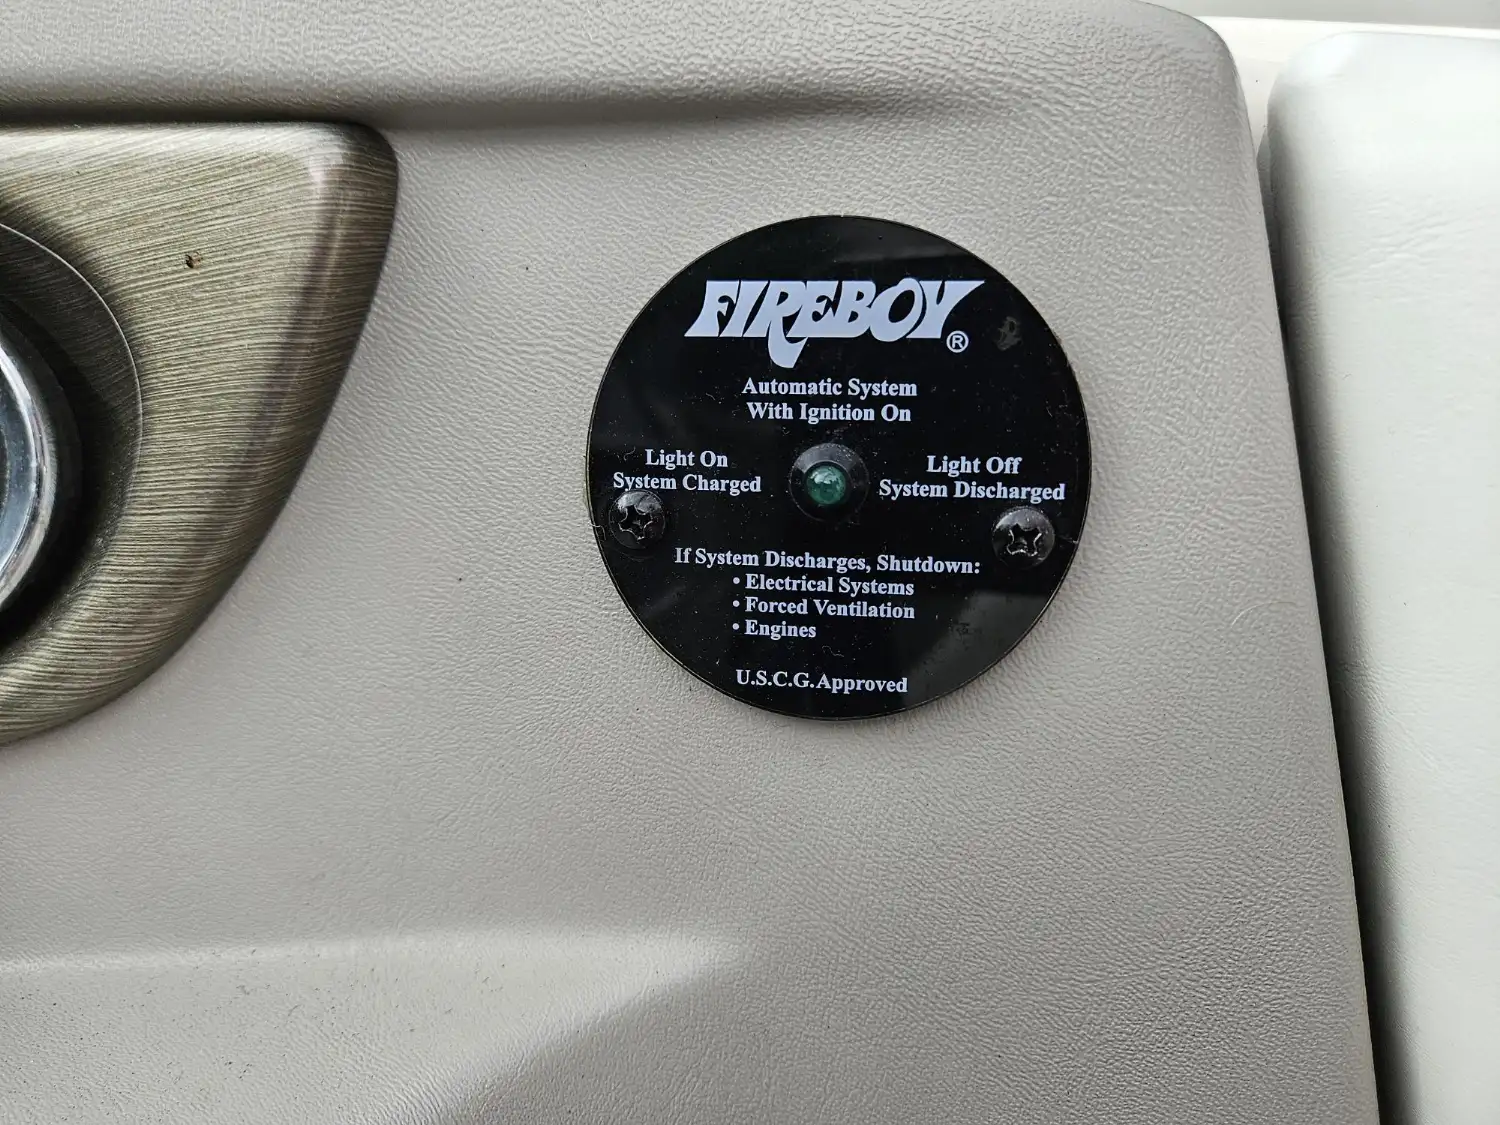 FIREBOY®
Automatic System
With Ignition On
Light On
System Charged
Light Off
System Discharged
If System Discharges, Shutdown:
• Electrical Systems
• Forced Ventilation
• Engines
U.S.C.G.Approved